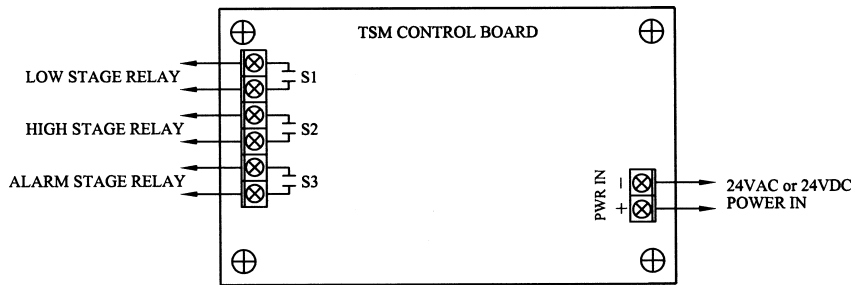 TSM CONTROL BOARD
LOW STAGE RELAY
S1
HIGH STAGE RELAY
S2
ALARM STAGE RELAY
S3
PWR IN
-
+
24VAC or 24VDC
POWER IN